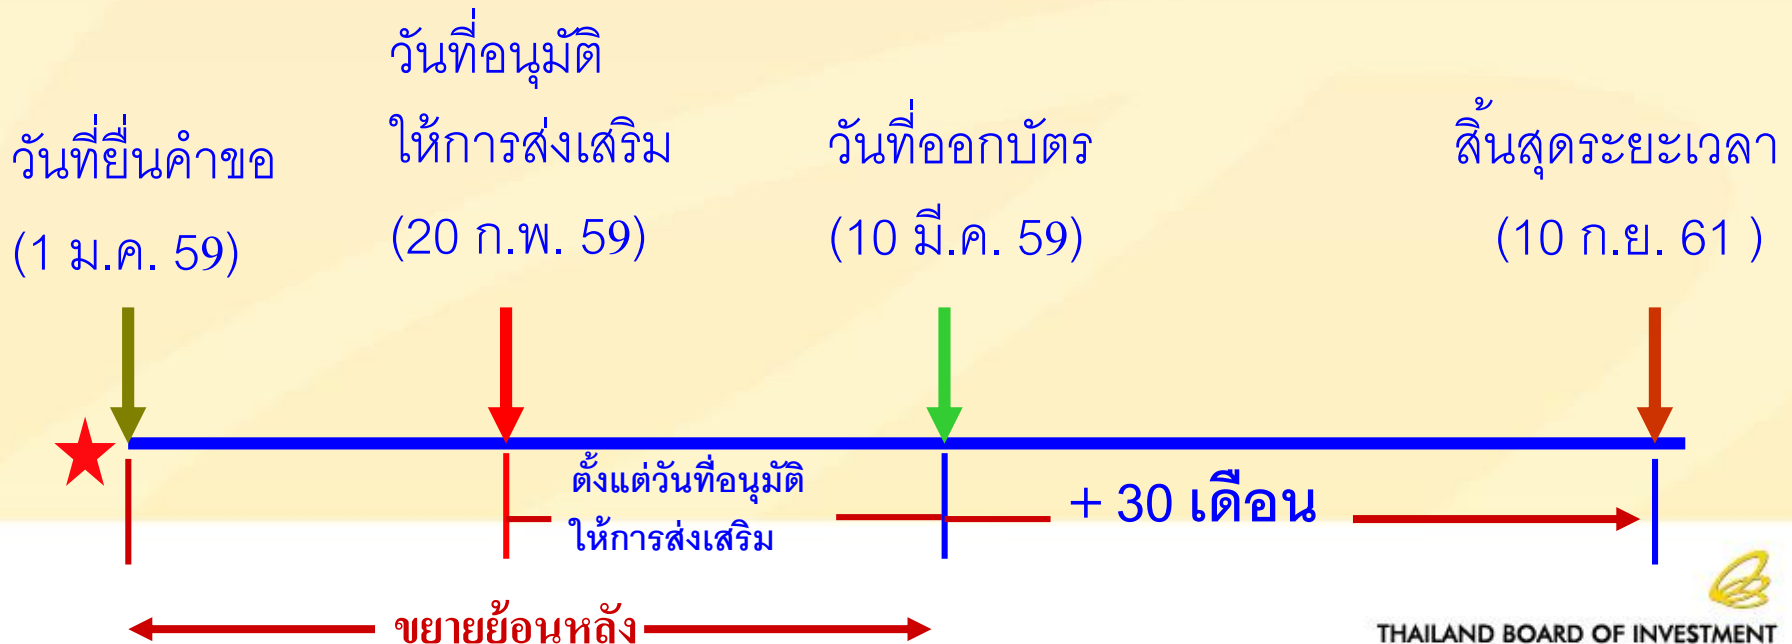 วันที่ยื่นคำขอ
(1 ม.ค. 59)
วันที่อนุมัติ
ให้การส่งเสริม
(20 ก.พ. 59)
วันที่ออกบัตร
(10 มี.ค. 59)
สิ้นสุดระยะเวลา
(10 ก.ย. 61 )
ตั้งแต่วันที่อนุมัติ
ให้การส่งเสริม
+ 30 เดือน
ขยายย้อนหลัง
THAILAND BOARD OF INVESTMENT